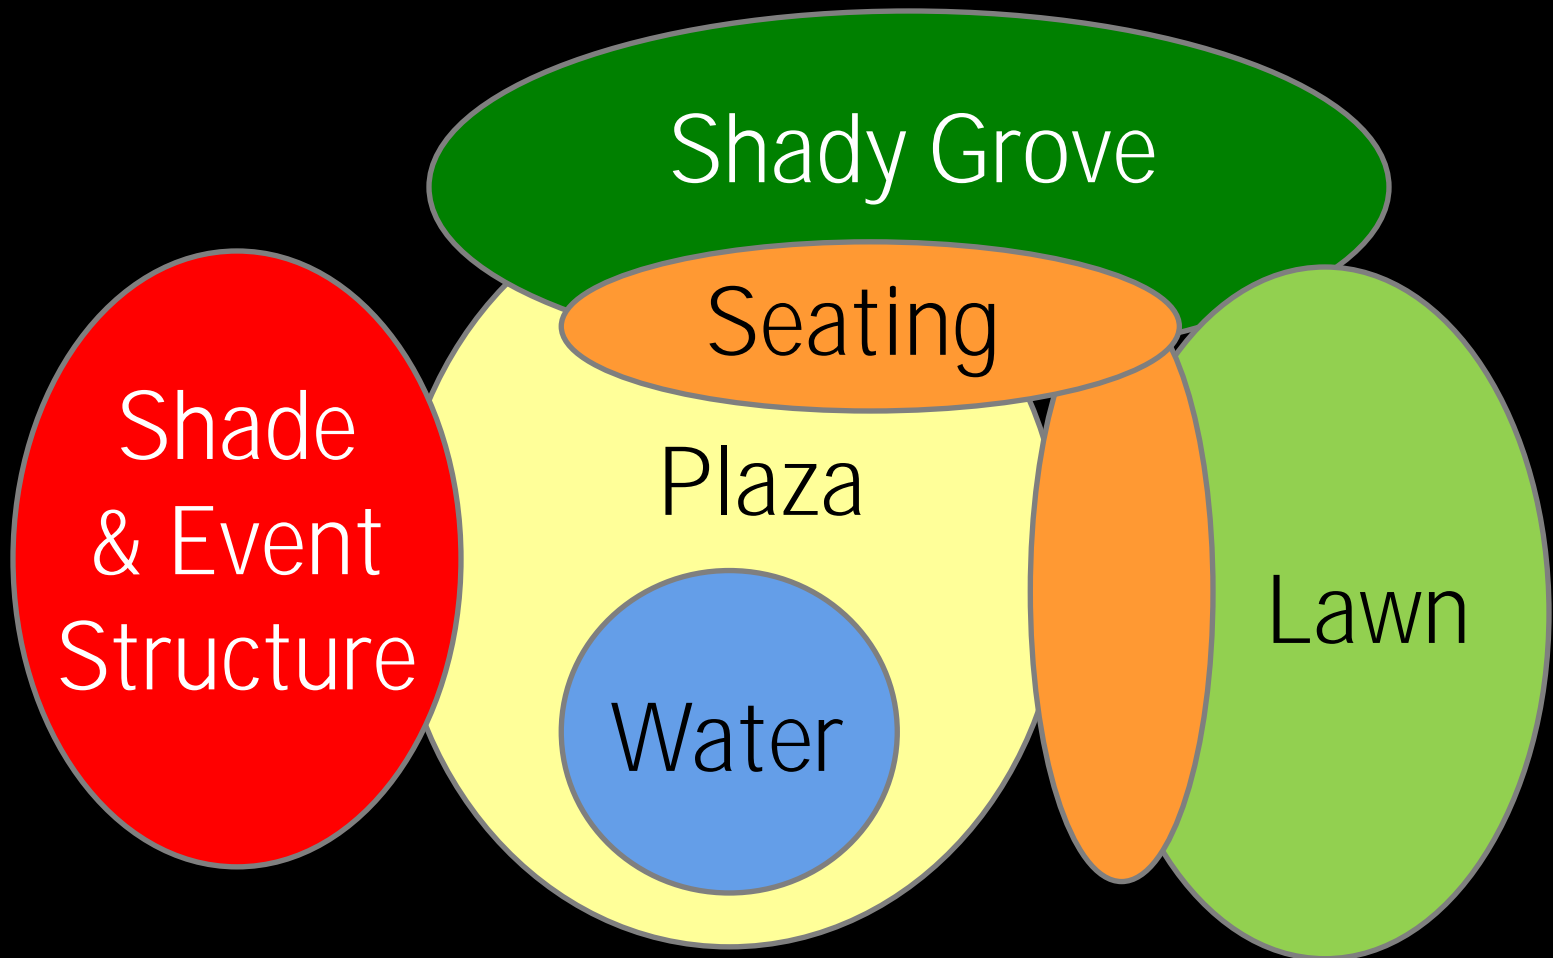 Shady Grove
Seating
Shade
& Event
Structure
Plaza
Water
Lawn